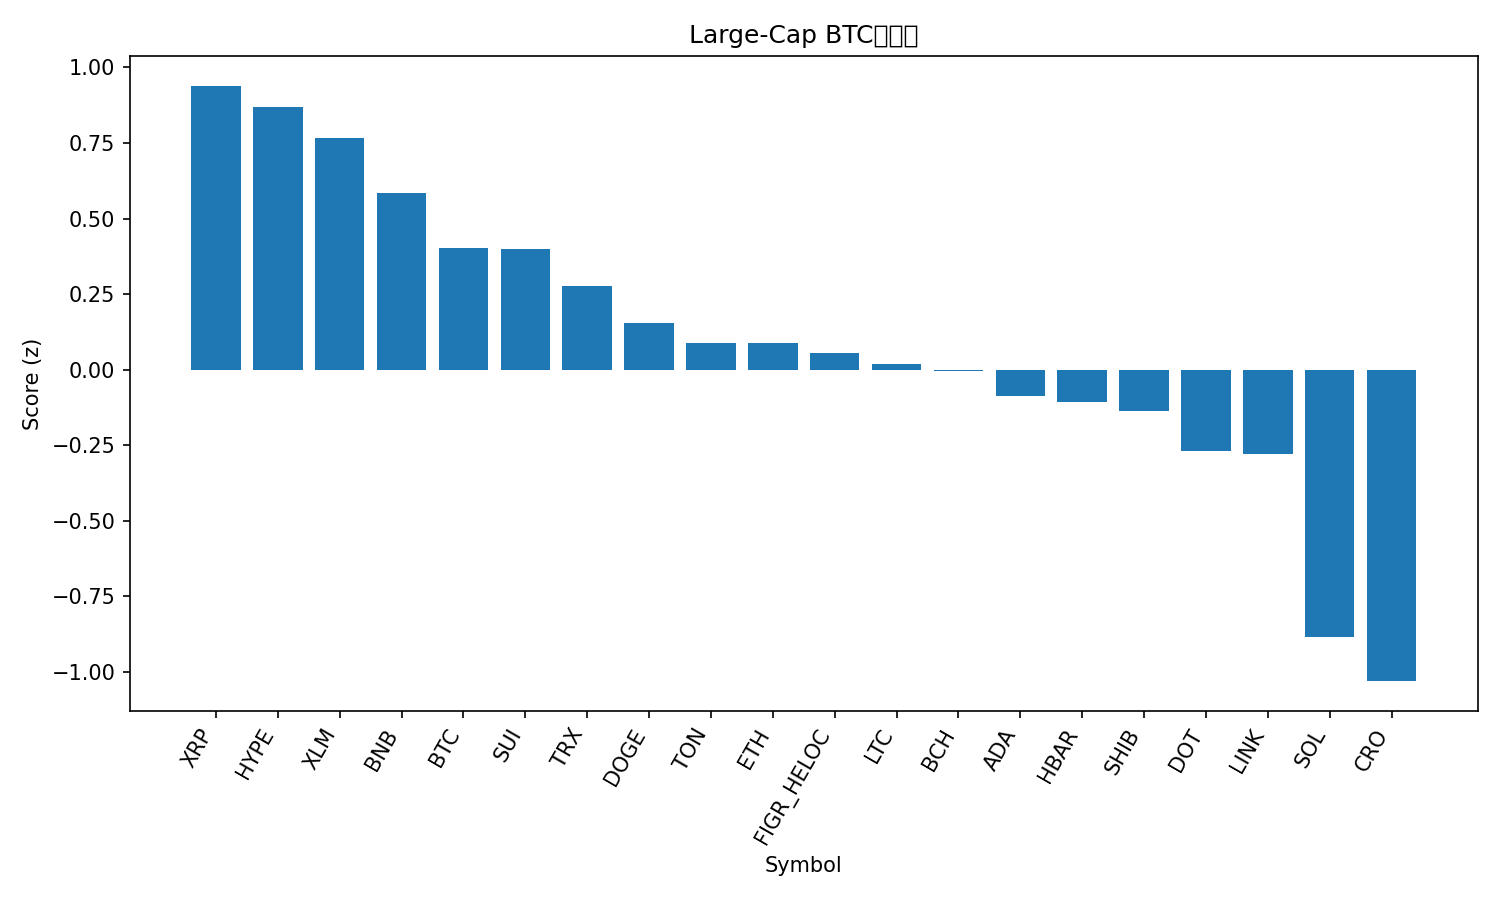 Large-Cap BTC
1.00
0.75
0.50
0.25
0.00
−0.25
−0.50
−0.75
−1.00
Score (z)
XRP
HYPE
XLM
BNB
BTC
SUI
TRX
DOGE
TON
ETH
FIGR_HELOC
LTC
BCH
ADA
HBAR
SHIB
DOT
LINK
SOL
CRO
Symbol